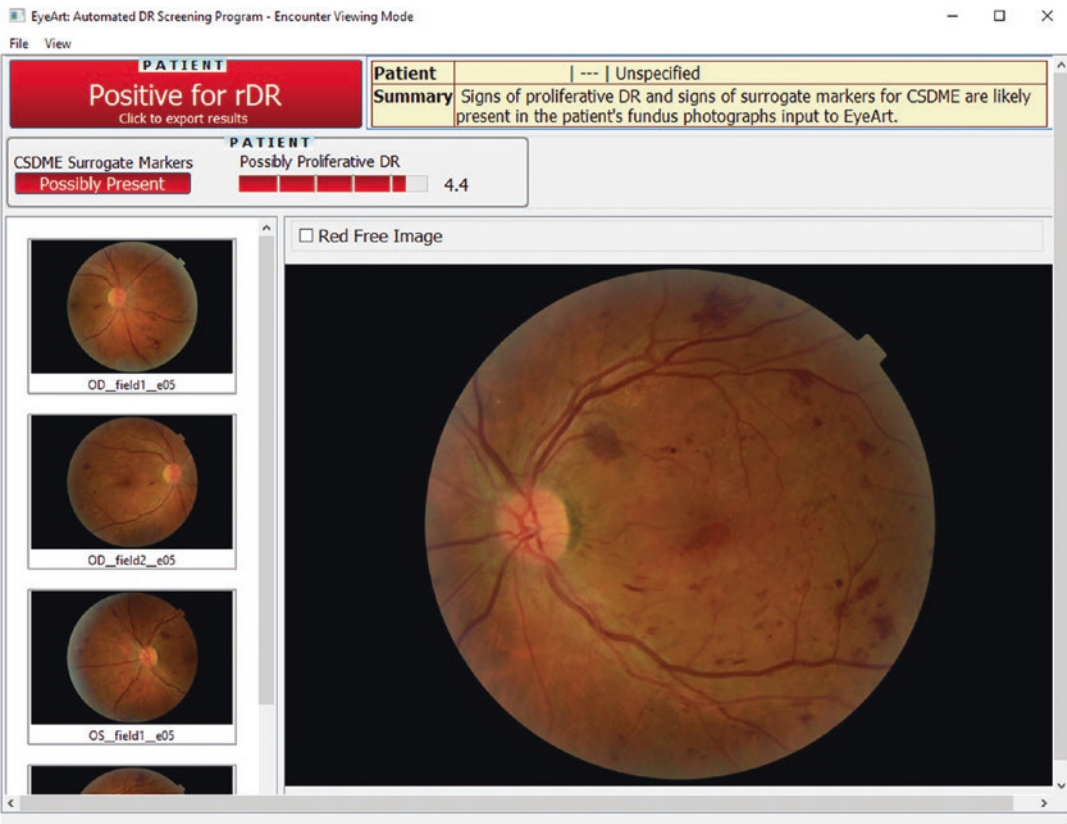 EyeArt: Automated DR Screening Program - Encounter Viewing Mode
File View
PATIENT
Positive for rDR
Click to export results
Patient | --- | Unspecified
Summary Signs of proliferative DR and signs of surrogate markers for CSDME are likely
present in the patient's fundus photographs input to EyeArt.
PATIENT
CSDME Surrogate Markers
Possibly Present
Possibly Proliferative DR
4.4
Red Free Image
OD__field1__e05
OD__field2__e05
OS__field1__e05